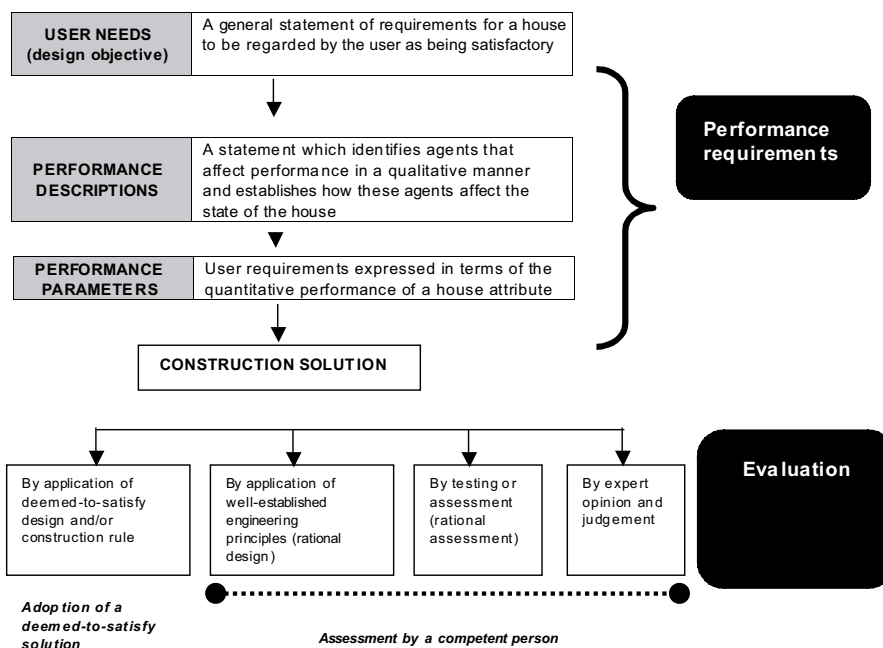 USER NEEDS
(design objective)
A general statement of requirements for a house
to be regarded by the user as being satisfactory
PERFORMANCE
DESCRIPTIONS
A statement which identifies agents that
affect performance in a qualitative manner
and establishes how these agents affect the
state of the house
Performance
requirements
PERFORMANCE
PARAMETERS
User requirements expressed in terms of the
quantitative performance of a house attribute
CONSTRUCTION SOLUTION
By application of
deemed-to-satisfy
design and/or
construction rule
By application of
well-established
engineering
principles (rational
design)
By testing or
assessment
(rational
assessment)
By expert
opinion and
judgement
Evaluation
Adoption of a
deemed-to-satisfy
solution
Assessment by a competent person